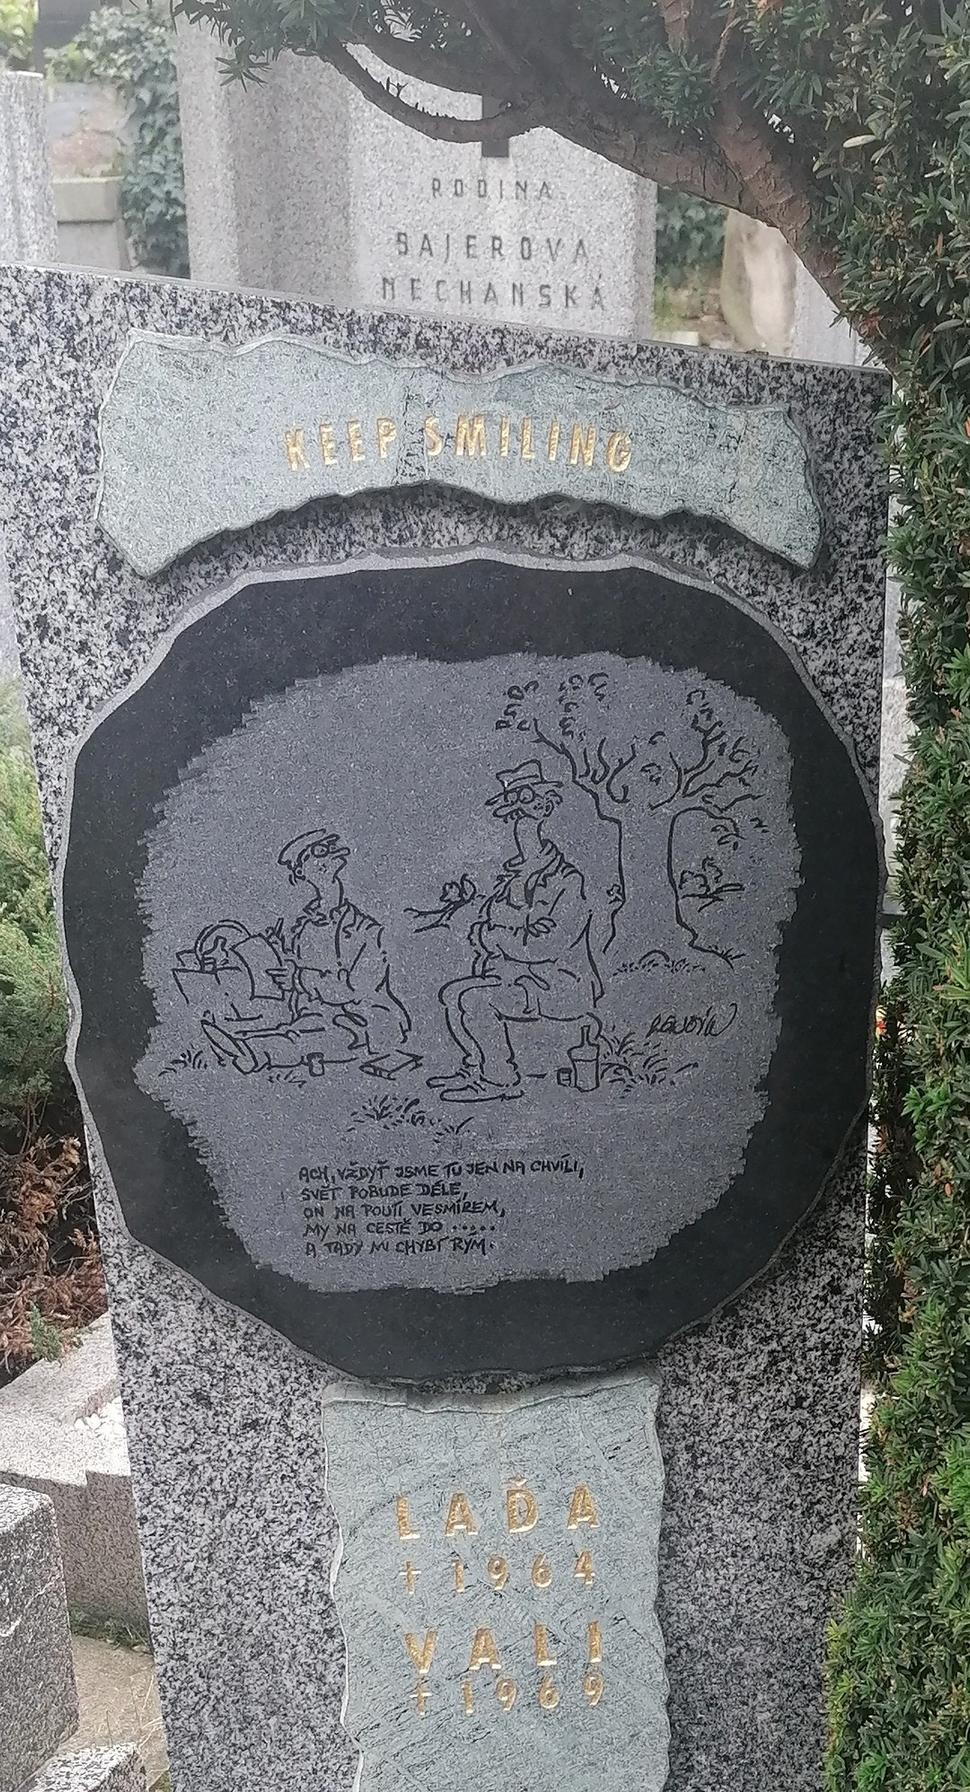 RODINA
BAJEROVA
NECHANSKÁ
KEEP SMILING
ACH, VŽDYŤ JSME TU JEN NA CHVÍLI,
SVĚT POBUDE DÉLE,
ON NA POUTI VESMÍREM,
MY NA CESTĚ DO .....
A TADY MI CHYBÍ RÝM.
LAĎA
† 1964
VALI
† 1969